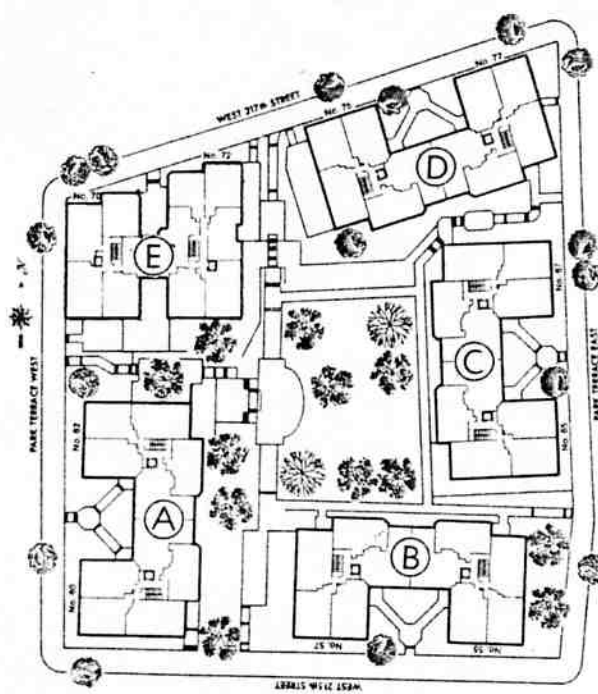 WEST 217th STREET
No. 77
No. 76
D
No. 72
No. 70
E
No. 87
C
PARK TERRACE WEST
PARK TERRACE EAST
No. 82
No. 85
A
B
No. 80
No. 57
No. 55
WEST 215th STREET